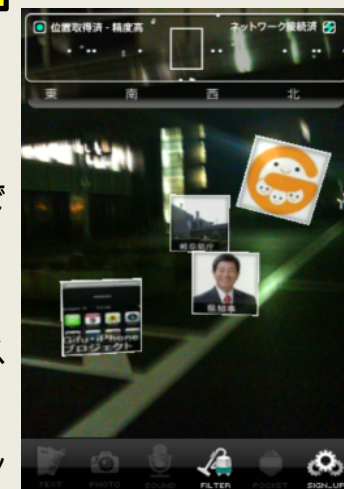 位置取得済 - 精度高
ネットワーク接続済
東 南 西 北
岐阜県庁
県知事
Gifu・iPhone
プロジェクト
TEXT PHOTO SOUND FILTER POCKET SIGN_UP